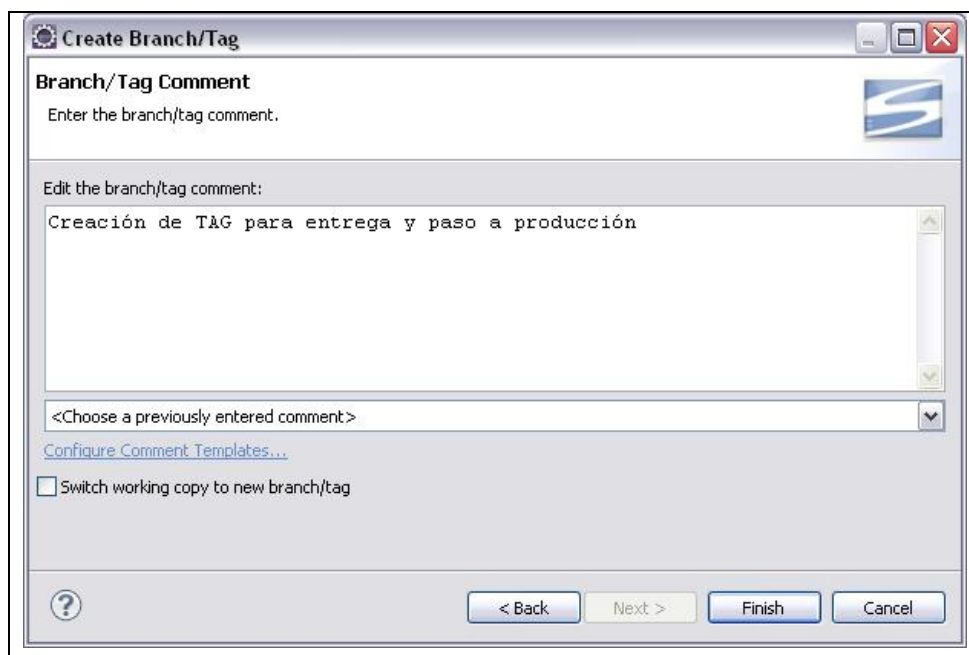 Create Branch/Tag
Branch/Tag Comment
Enter the branch/tag comment.
Edit the branch/tag comment:
Creación de TAG para entrega y paso a producción
<Choose a previously entered comment>
Configure Comment Templates...
Switch working copy to new branch/tag
< Back Next > Finish Cancel